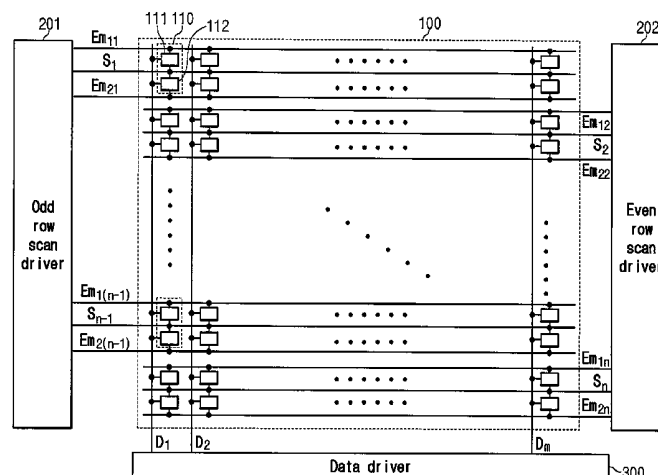 201
111 110 112
100
202
Em11
S1
Em21
Em12
S2
Em22
Odd
row
scan
driver
Even
row
scan
driver
Em1(n-1)
Sn-1
Em2(n-1)
Em1n
Sn
Em2n
D1 D2 Dm
Data driver
300